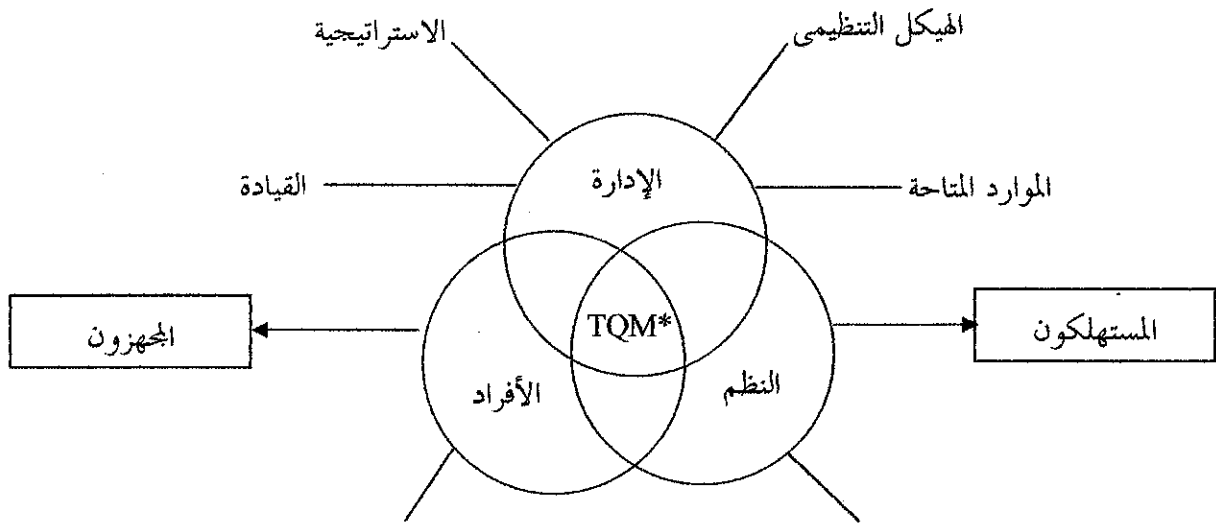 الهيكل التنظيمى
الاستراتيجية
الإدارة
الموارد المتاحة
القيادة
المستهلكون
TQM*
المجهزون
النظم
الأفراد